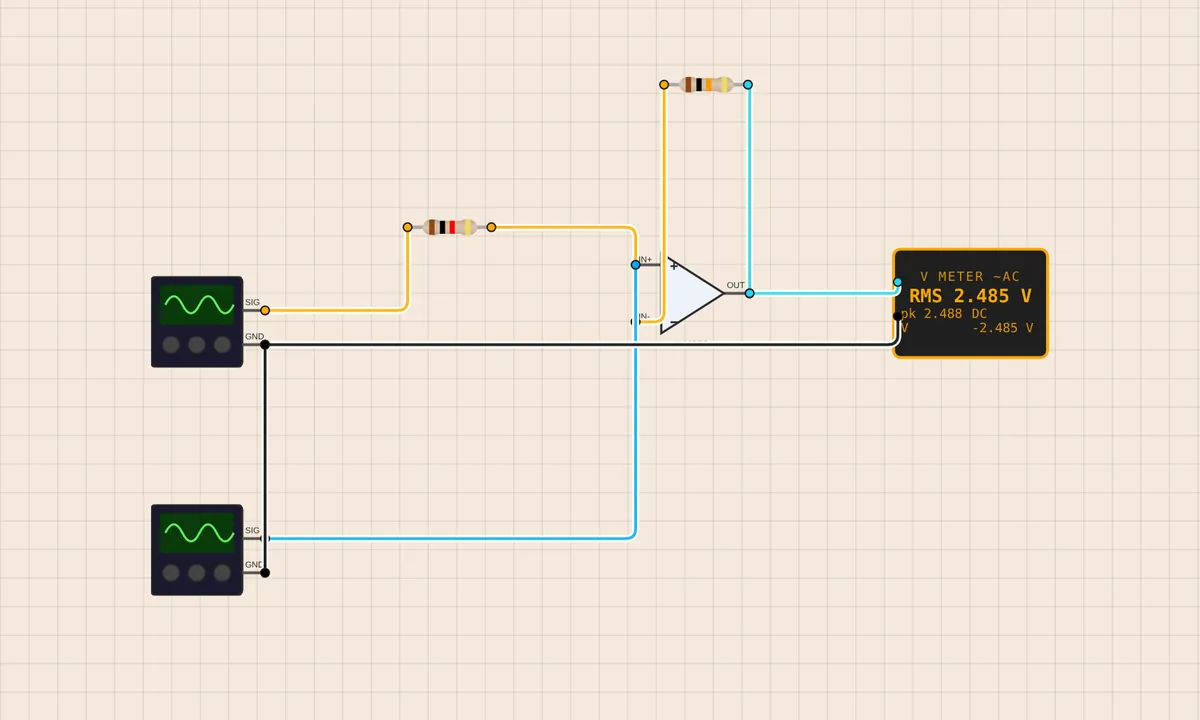 IN+
+
SIG
OUT
V METER ~AC
RMS 2.485 V
pk 2.488 DC
V -2.485 V
IN-
−
GND
SIG
GND